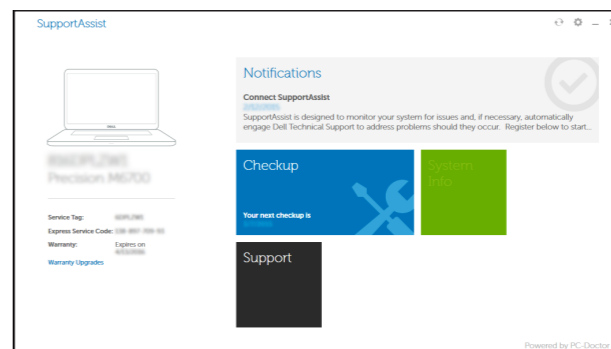 SupportAssist
Notifications
Connect SupportAssist
SupportAssist is designed to monitor your system for issues and, if necessary, automatically
engage Dell Technical Support to address problems should they occur. Register below to start...
Precision M6700
Checkup
System
Info
Your next checkup is
Service Tag:
Express Service Code:
Warranty: Expires on
Warranty Upgrades
Support
Powered by PC-Doctor